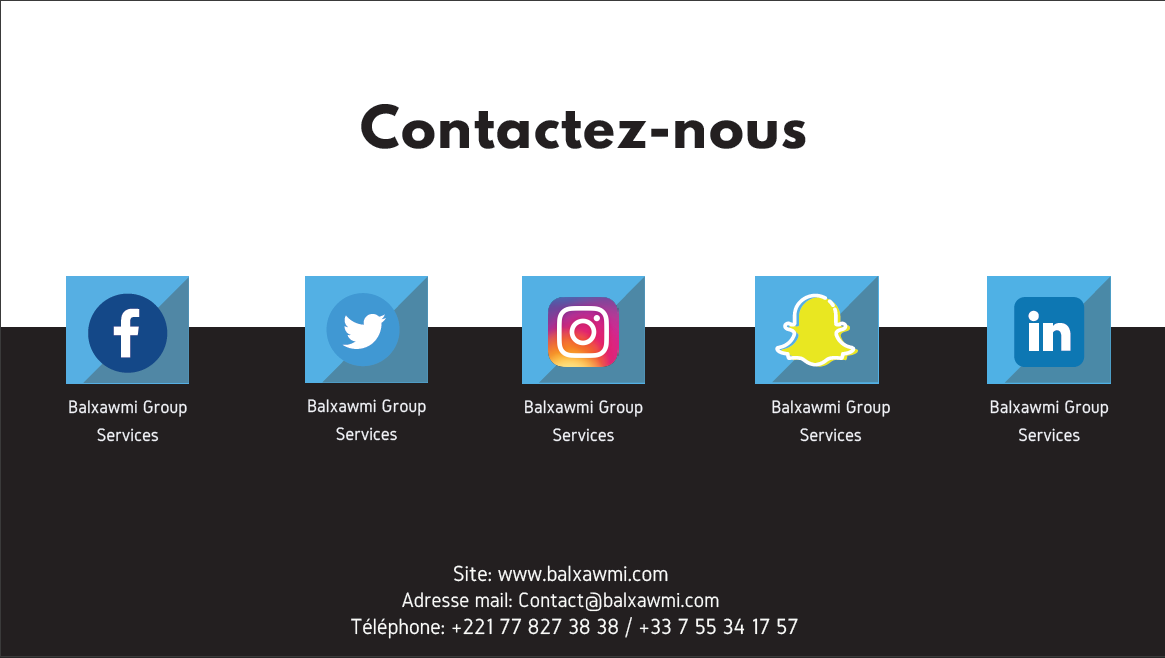 Contactez-nous
Balxawmi Group
Services
Balxawmi Group
Services
Balxawmi Group
Services
Balxawmi Group
Services
Balxawmi Group
Services
Site: www.balxawmi.com
Adresse mail: Contact@balxawmi.com
Téléphone: +221 77 827 38 38 / +33 7 55 34 17 57